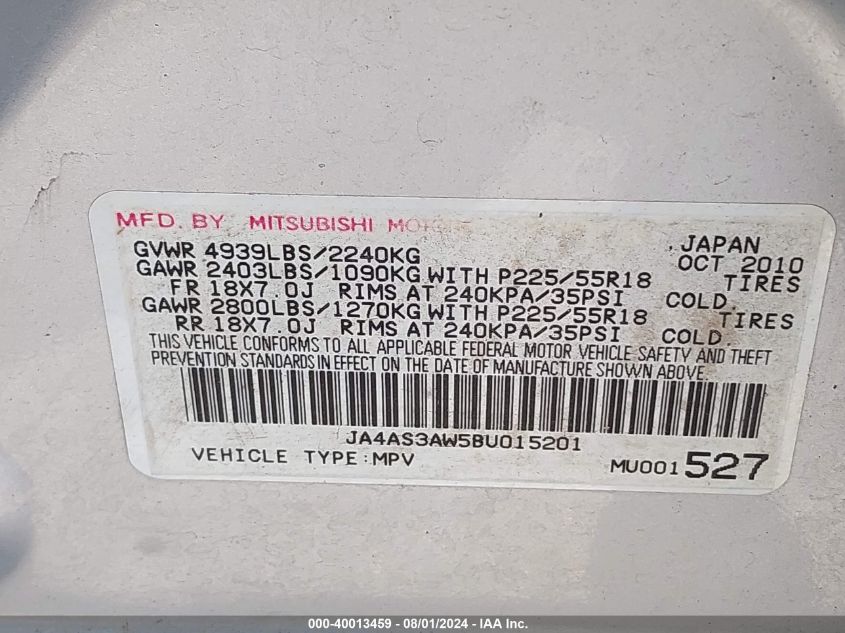 MFD. BY MITSUBISHI MOTORS
, JAPAN
GVWR 4939LBS/2240KG OCT 2010
GAWR 2403LBS/1090KG WITH P225/55R18 TIRES
FR 18X7.0J RIMS AT 240KPA/35PSI COLD.
GAWR 2800LBS/1270KG WITH P225/55R18 TIRES
RR 18X7.0J RIMS AT 240KPA/35PSI COLD.
THIS VEHICLE CONFORMS TO ALL APPLICABLE FEDERAL MOTOR VEHICLE SAFETY AND THEFT
PREVENTION STANDARDS IN EFFECT ON THE DATE OF MANUFACTURE SHOWN ABOVE.
JA4AS3AW5BU015201
VEHICLE TYPE:MPV MU001527
000-40013459 - 08/01/2024 - IAA Inc.